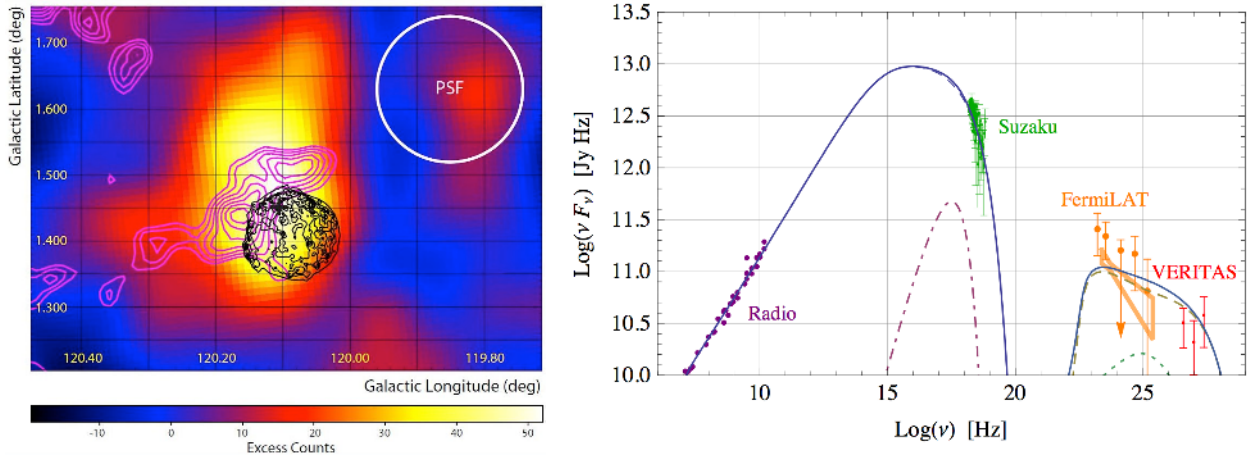 Galactic Latitude (deg)
1.700
1.600
1.500
1.400
1.300
120.40
120.20
120.00
119.80
PSF
Galactic Longitude (deg)
-10
0
10
20
30
40
50
Excess Counts
Log(ν Fν) [Jy Hz]
13.5
13.0
12.5
12.0
11.5
11.0
10.5
10.0
Suzaku
FermiLAT
VERITAS
Radio
10
15
20
25
Log(ν) [Hz]